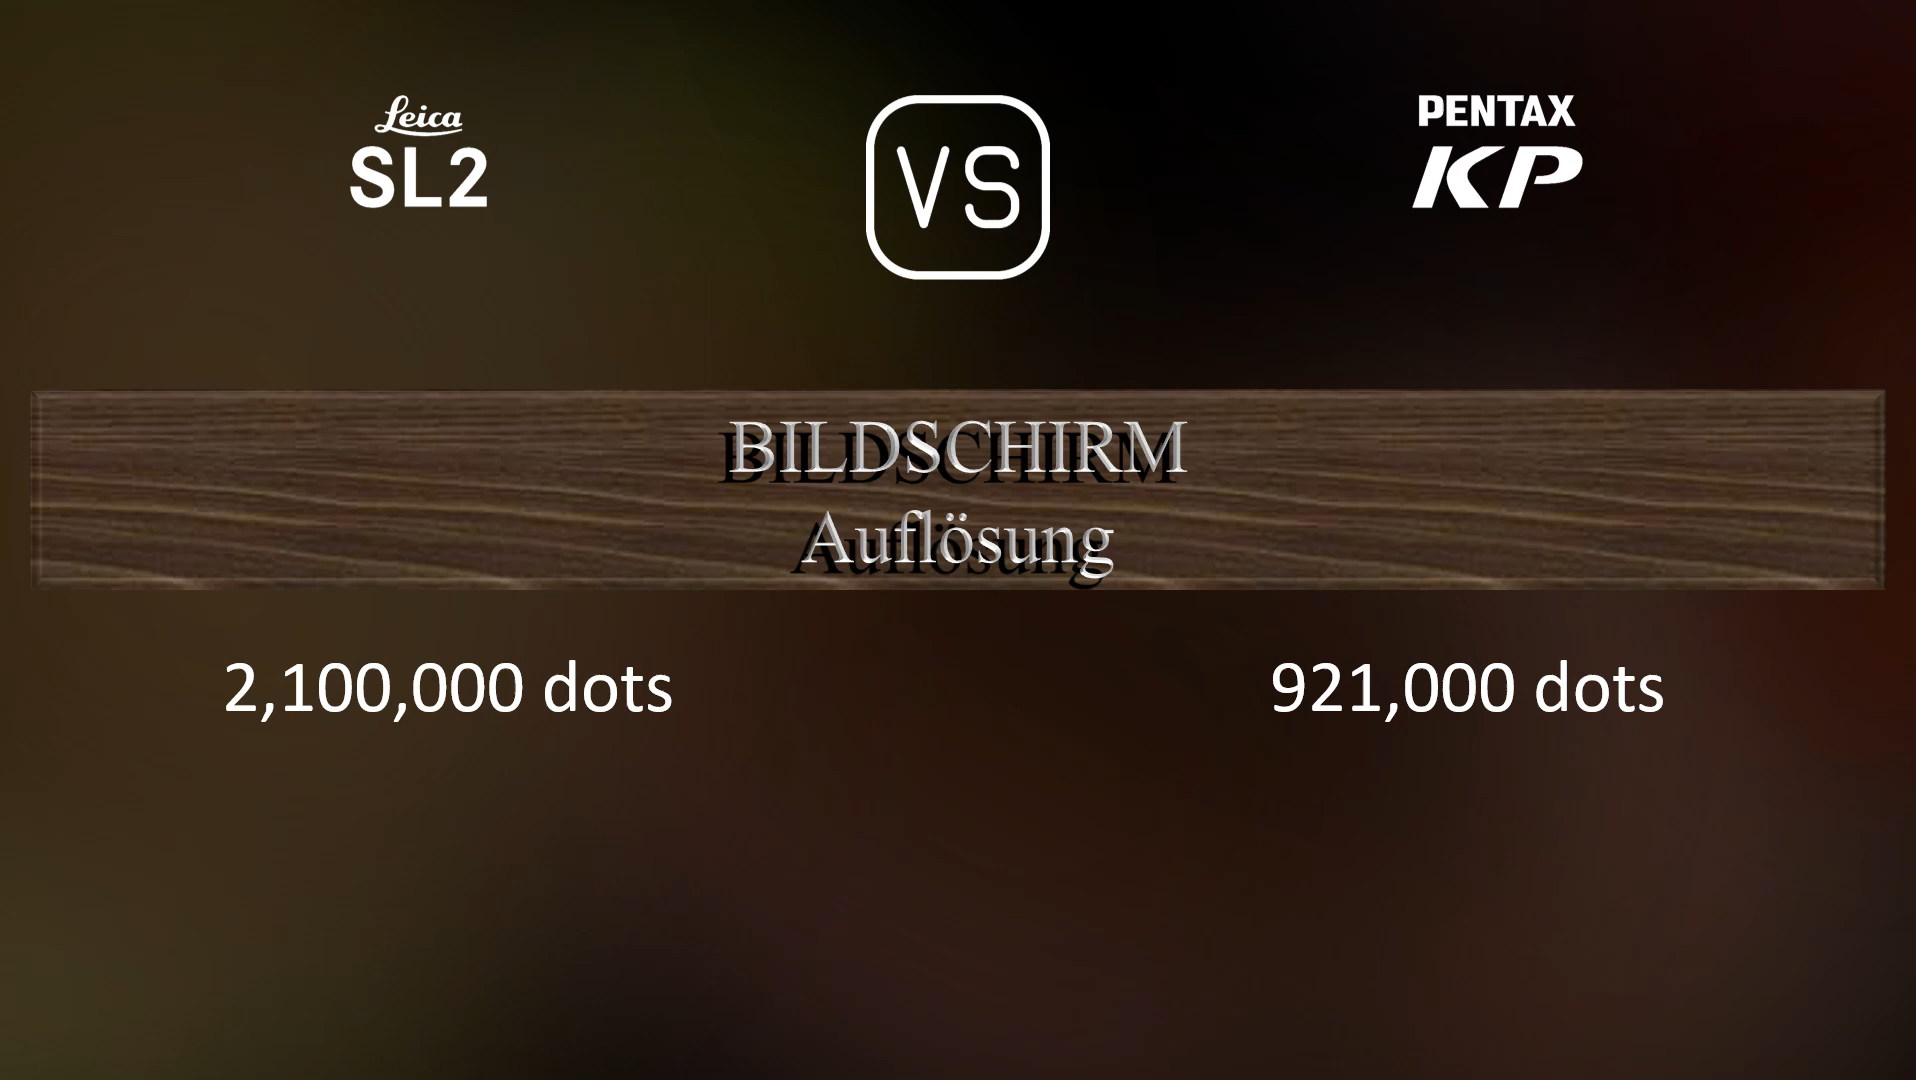 Leica
SL2
VS
PENTAX
KP
BILDSCHIRM
Auflösung
2,100,000 dots
921,000 dots